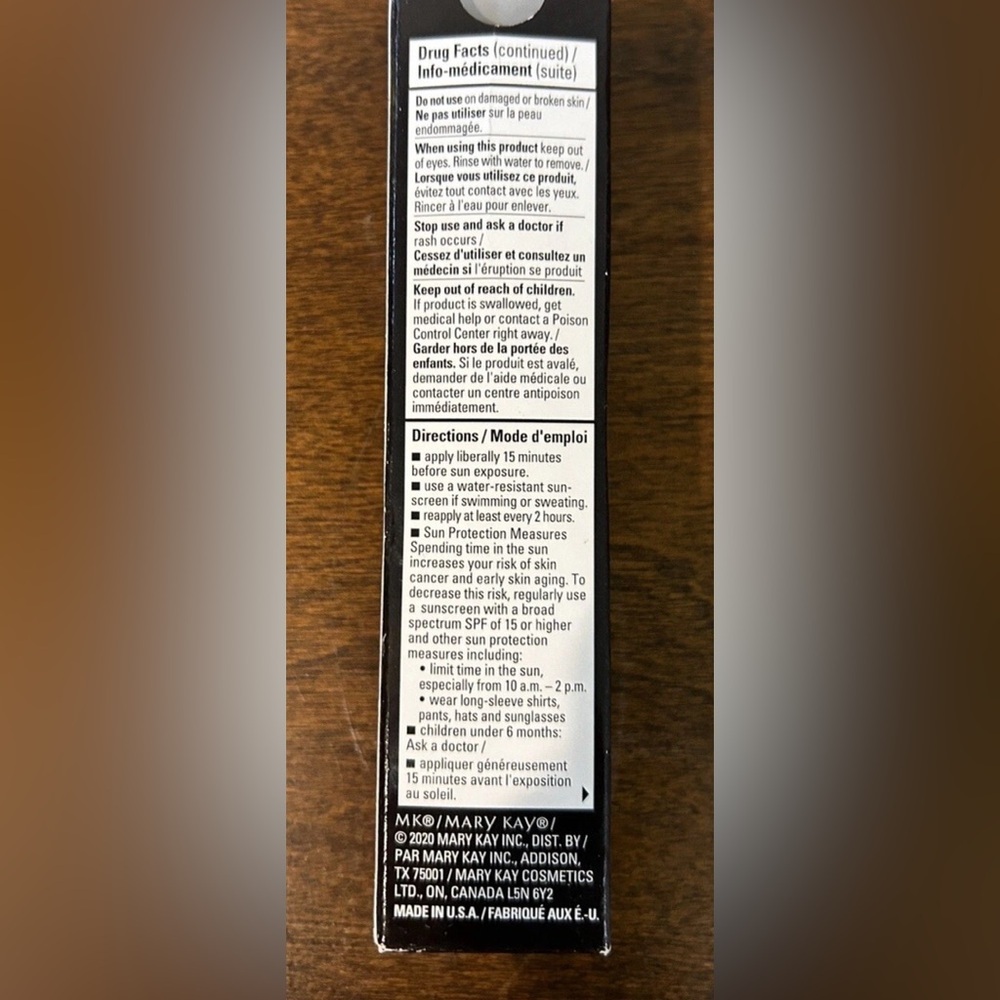 Drug Facts (continued) /
Info-médicament (suite)
Do not use on damaged or broken skin /
Ne pas utiliser sur la peau
endommagée.
When using this product keep out
of eyes. Rinse with water to remove. /
Lorsque vous utilisez ce produit,
évitez tout contact avec les yeux.
Rincer à l'eau pour enlever.
Stop use and ask a doctor if
rash occurs /
Cessez d'utiliser et consultez un
médecin si l'éruption se produit
Keep out of reach of children.
If product is swallowed, get
medical help or contact a Poison
Control Center right away. /
Garder hors de la portée des
enfants. Si le produit est avalé,
demander de l'aide médicale ou
contacter un centre antipoison
immédiatement.
Directions / Mode d'emploi
■ apply liberally 15 minutes
before sun exposure.
■ use a water-resistant sun-
screen if swimming or sweating.
■ reapply at least every 2 hours.
■ Sun Protection Measures
Spending time in the sun
increases your risk of skin
cancer and early skin aging. To
decrease this risk, regularly use
a sunscreen with a broad
spectrum SPF of 15 or higher
and other sun protection
measures including:
• limit time in the sun,
especially from 10 a.m. – 2 p.m.
• wear long-sleeve shirts,
pants, hats and sunglasses
■ children under 6 months:
Ask a doctor /
■ appliquer généreusement
15 minutes avant l'exposition
au soleil.
MK®/MARY KAY®/
© 2020 MARY KAY INC., DIST. BY /
PAR MARY KAY INC., ADDISON,
TX 75001 / MARY KAY COSMETICS
LTD., ON, CANADA L5N 6Y2
MADE IN U.S.A. / FABRIQUÉ AUX É.-U.